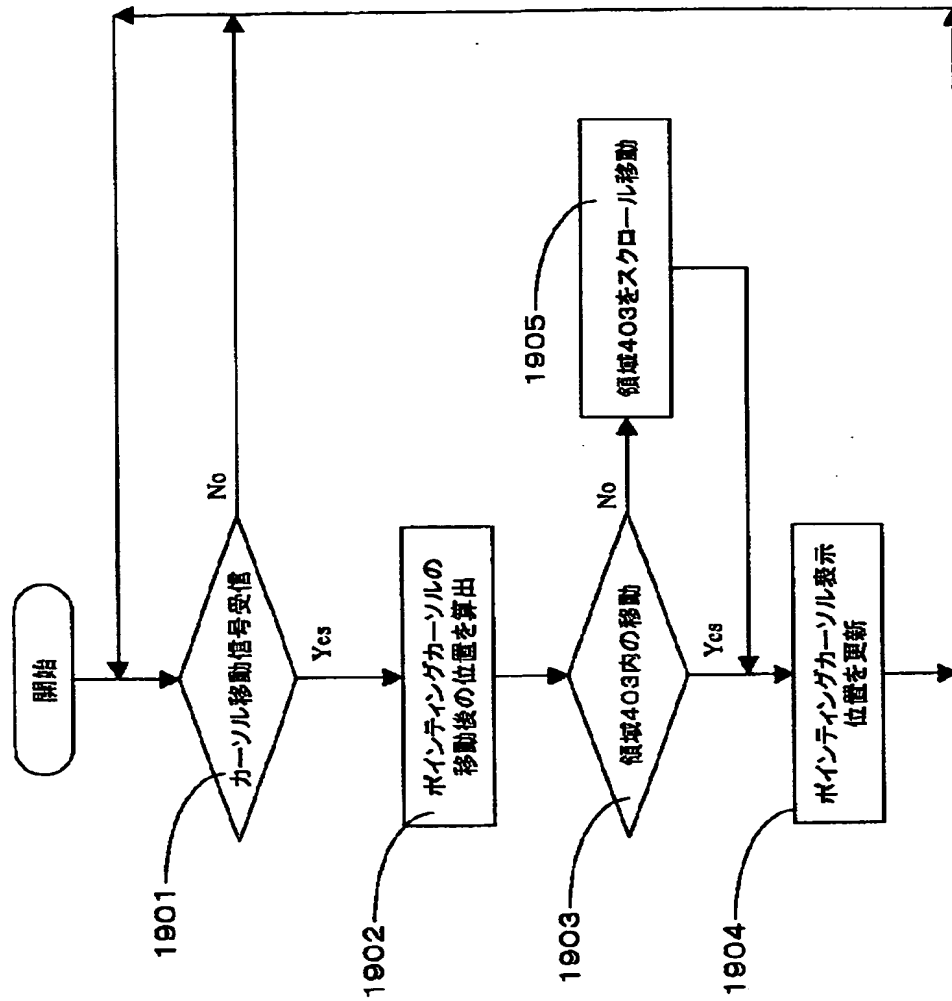 開始
カーソル移動信号受信
1901
No
Yes
ポインティングカーソルの
移動後の位置を算出
1902
領域403内の移動
1903
No
Yes
領域403をスクロール移動
1905
ポインティングカーソル表示
位置を更新
1904